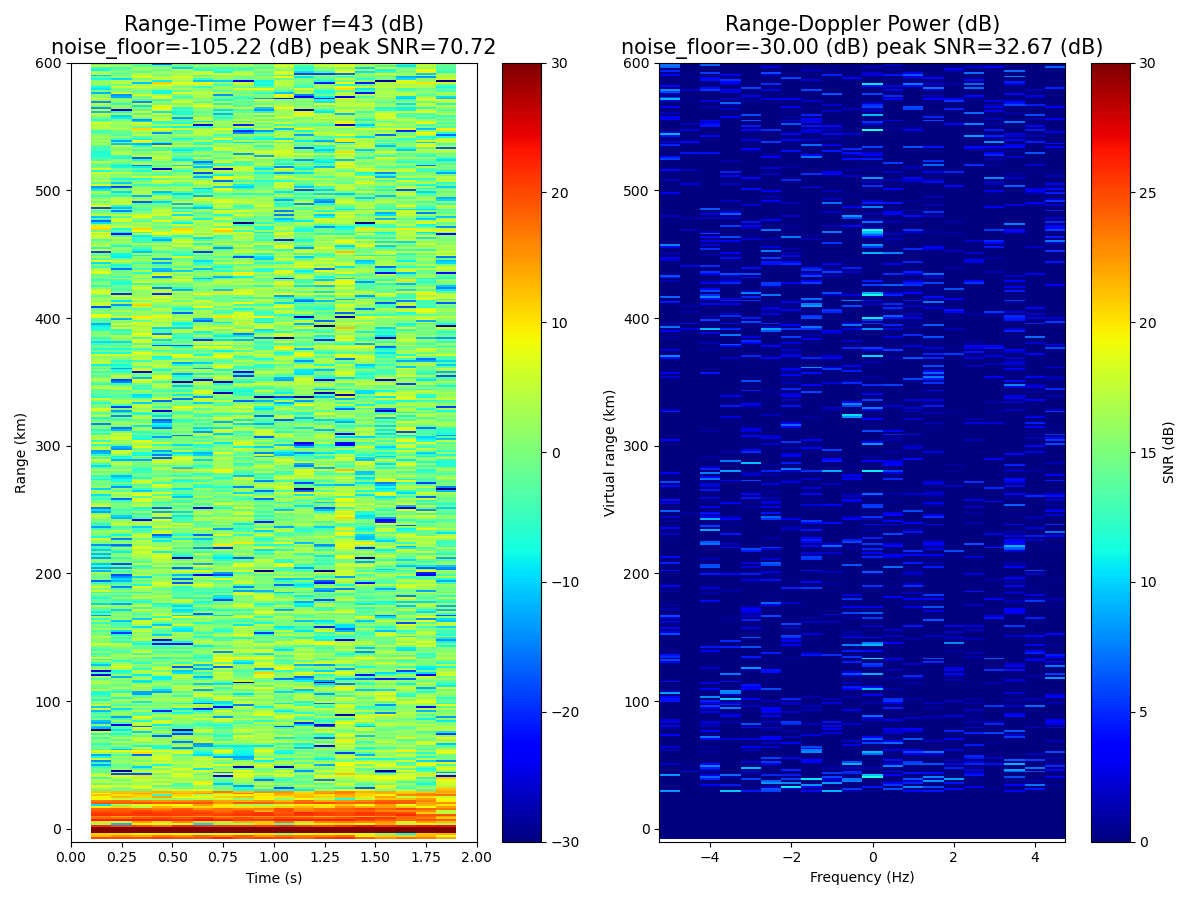 Range-Time Power f=43 (dB)
noise_floor=-105.22 (dB) peak SNR=70.72
600
500
400
300
200
100
0
Range (km)
0.00 0.25 0.50 0.75 1.00 1.25 1.50 1.75 2.00
Time (s)
30
20
10
0
−10
−20
−30
Range-Doppler Power (dB)
noise_floor=-30.00 (dB) peak SNR=32.67 (dB)
600
500
400
300
200
100
0
Virtual range (km)
−4 −2 0 2 4
Frequency (Hz)
30
25
20
15
10
5
0
SNR (dB)